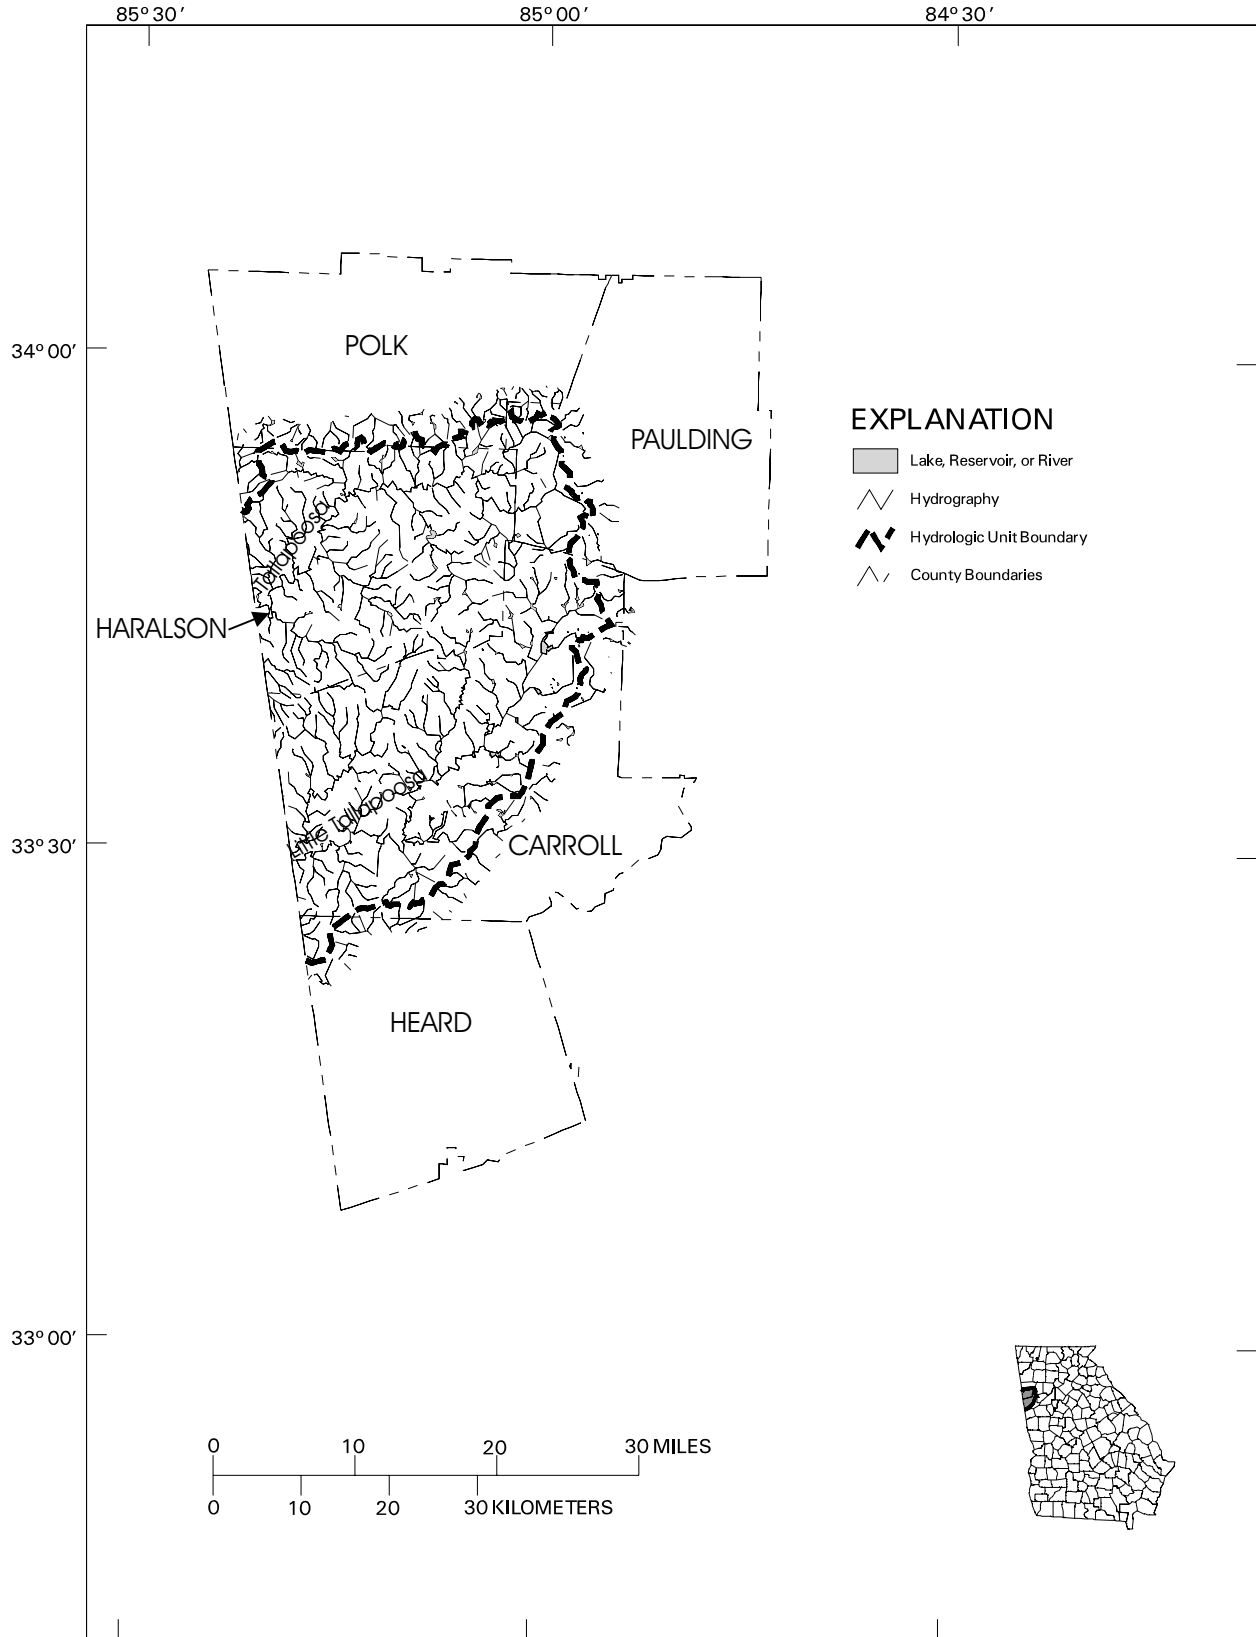 85° 30′ 85° 00′ 84° 30′
POLK
34° 00′
EXPLANATION
PAULDING
Lake, Reservoir, or River
Hydrography
Tallapoosa
Hydrologic Unit Boundary
County Boundaries
HARALSON
Little Tallapoosa
33° 30′
CARROLL
HEARD
33° 00′
0 10 20 30 MILES
0 10 20 30 KILOMETERS